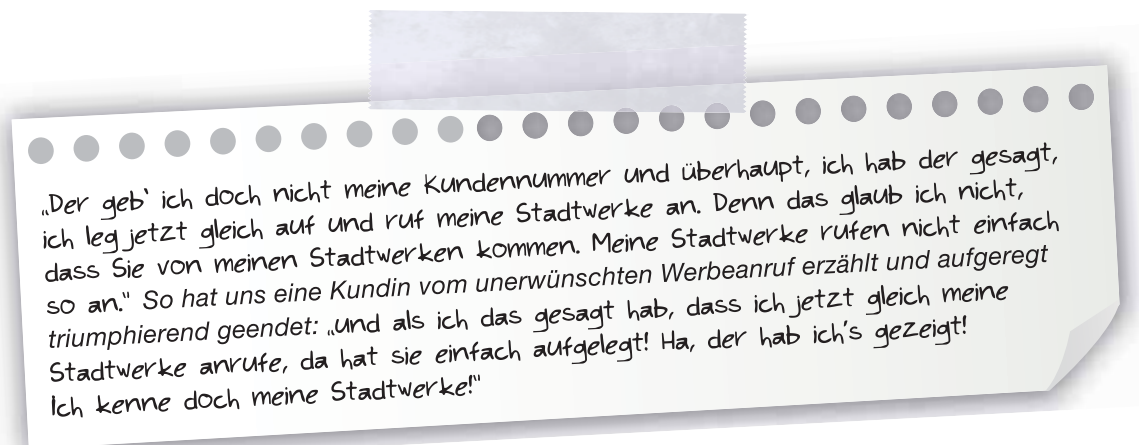 „Der geb' ich doch nicht meine Kundennummer und überhaupt, ich hab der gesagt,
ich leg jetzt gleich auf und ruf meine Stadtwerke an. Denn das glaub ich nicht,
dass Sie von meinen Stadtwerken kommen. Meine Stadtwerke rufen nicht einfach
so an." So hat uns eine Kundin vom unerwünschten Werbeanruf erzählt und aufgeregt
triumphierend geendet: „und als ich das gesagt hab, dass ich jetzt gleich meine
Stadtwerke anrufe, da hat sie einfach aufgelegt! Ha, der hab ich's gezeigt!
Ich kenne doch meine Stadtwerke!"